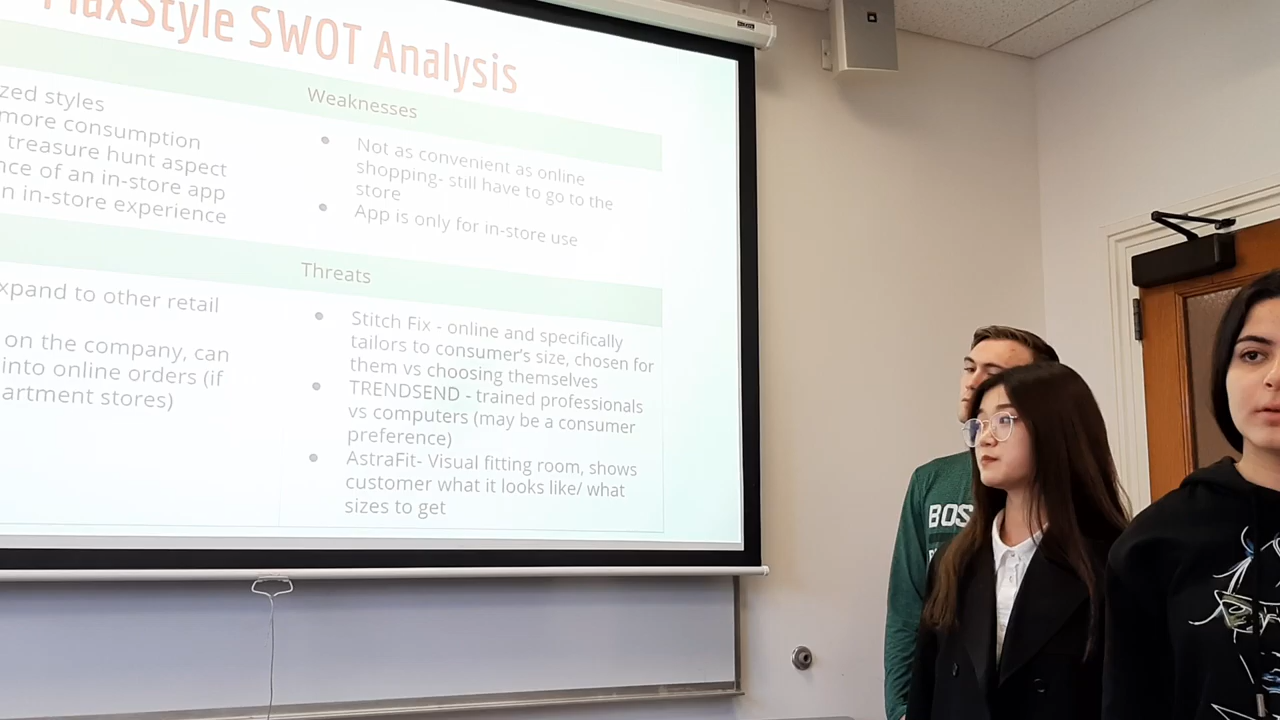 MaxStyle SWOT Analysis
Weaknesses
zed styles
more consumption
treasure hunt aspect
nce of an in-store app
n in-store experience
Not as convenient as online
shopping- still have to go to the
store
App is only for in-store use
Threats
xpand to other retail
on the company, can
into online orders (if
artment stores)
Stitch Fix - online and specifically
tailors to consumer's size, chosen for
them vs choosing themselves
TRENDSEND - trained professionals
vs computers (may be a consumer
preference)
AstraFit- Visual fitting room, shows
customer what it looks like/ what
sizes to get
BOS